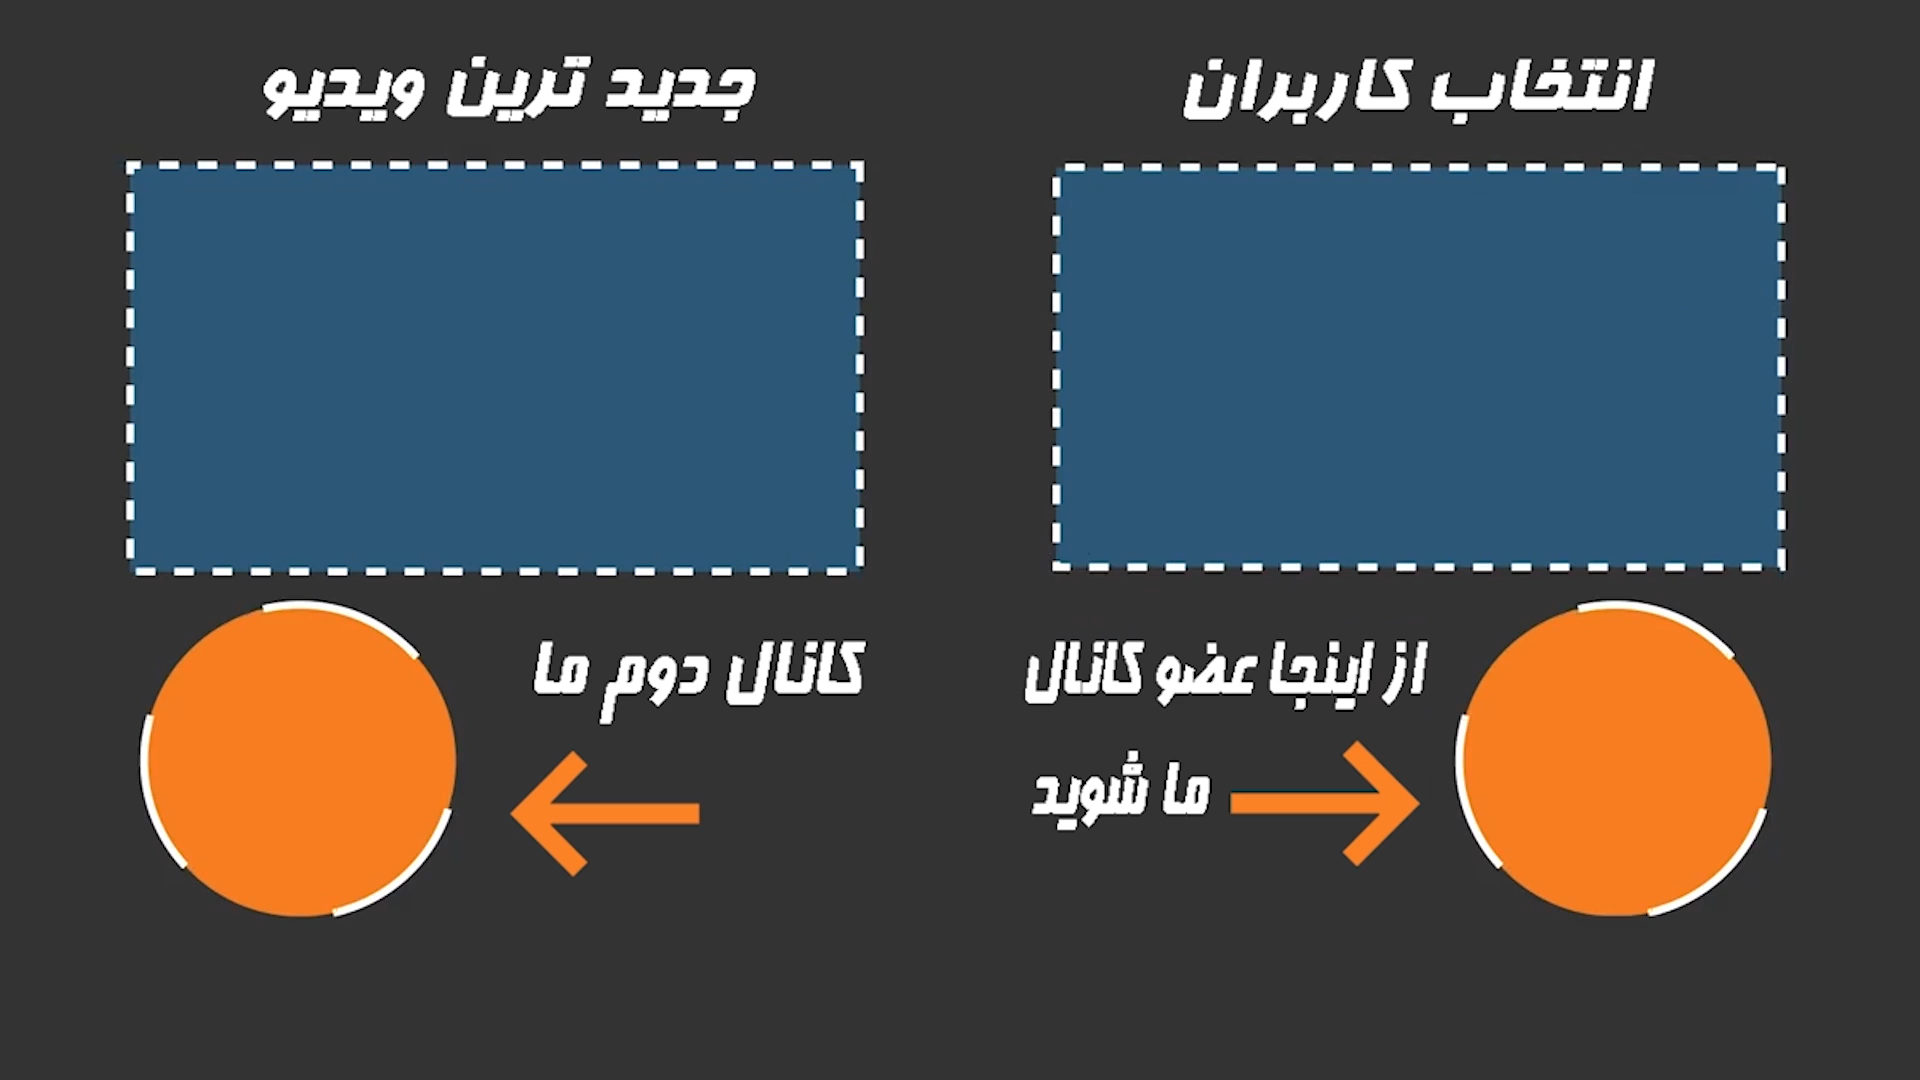 انتخاب کاربران
جدید ترین ویدیو
از اینجا عضو کانال
ما شوید
کانال دوم ما